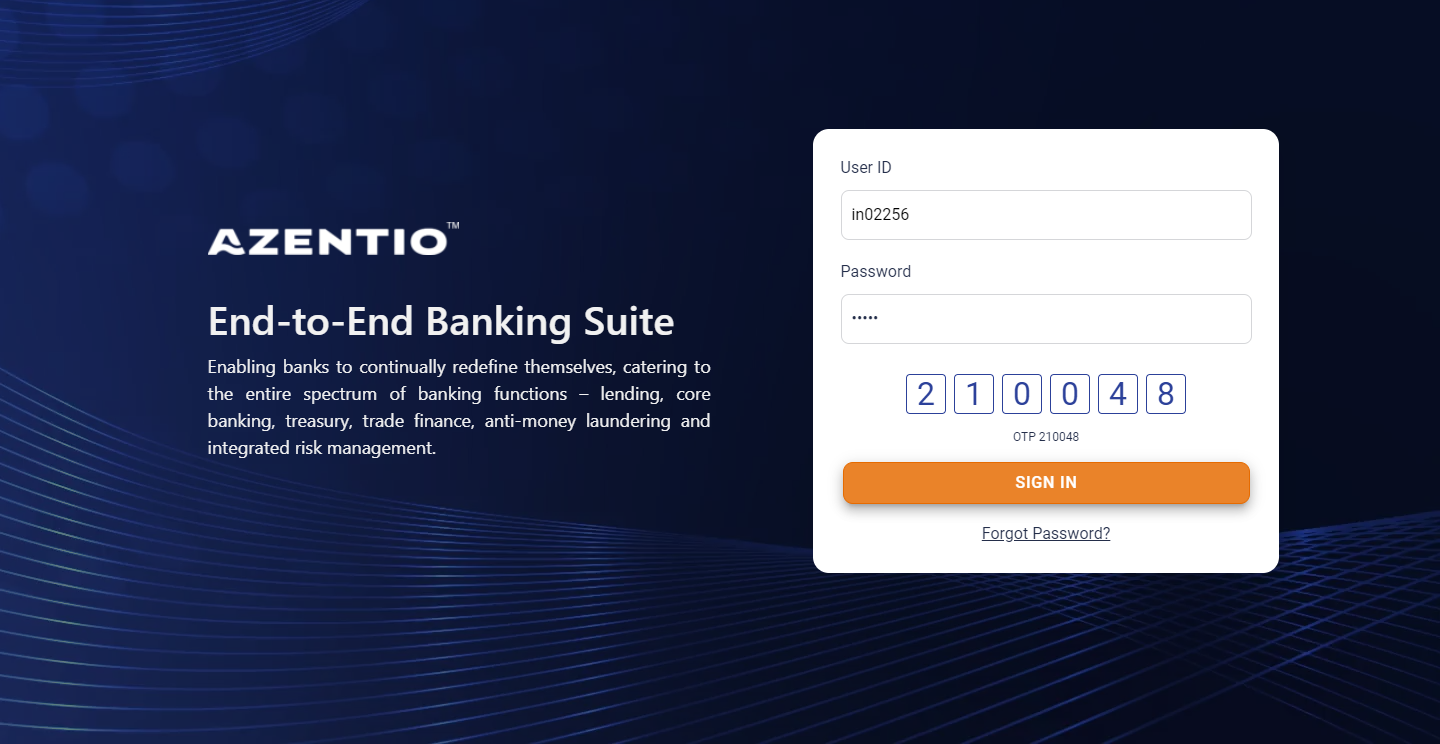 AZENTIO™
End-to-End Banking Suite
Enabling banks to continually redefine themselves, catering to
the entire spectrum of banking functions – lending, core
banking, treasury, trade finance, anti-money laundering and
integrated risk management.
User ID
in02256
Password
•••••
2 1 0 0 4 8
OTP 210048
SIGN IN
Forgot Password?